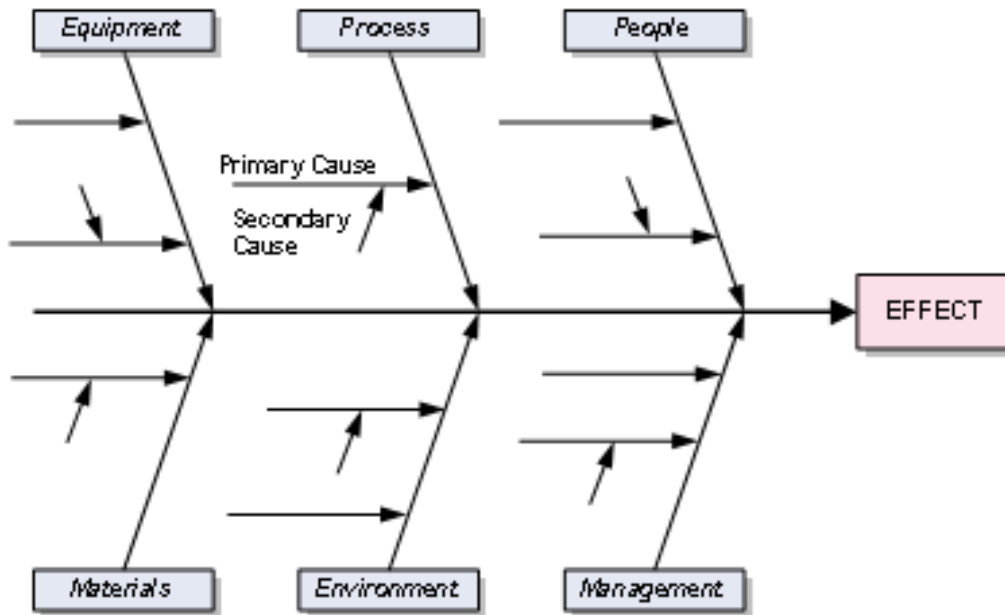 Equipment
Process
People
Primary Cause
Secondary
Cause
EFFECT
Materials
Environment
Management